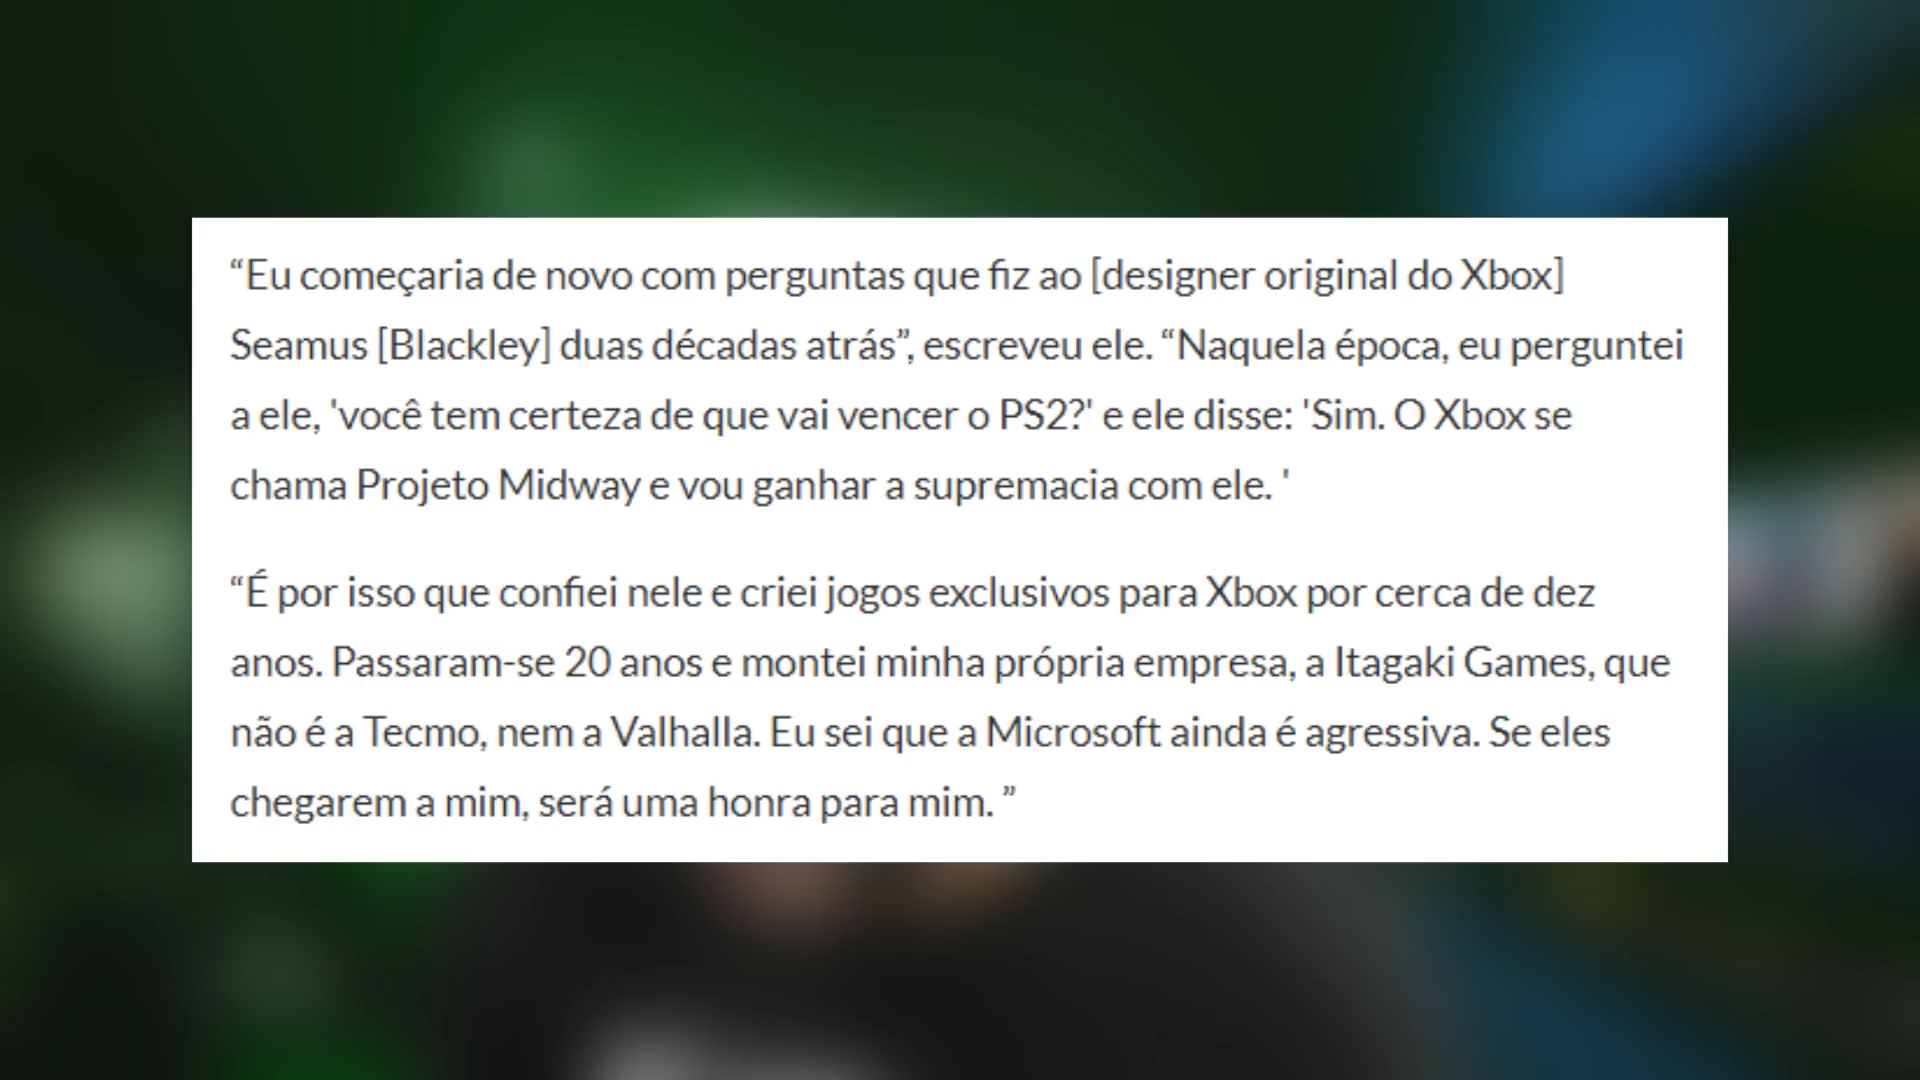 “Eu começaria de novo com perguntas que fiz ao [designer original do Xbox]
Seamus [Blackley] duas décadas atrás”, escreveu ele. “Naquela época, eu perguntei
a ele, 'você tem certeza de que vai vencer o PS2?' e ele disse: 'Sim. O Xbox se
chama Projeto Midway e vou ganhar a supremacia com ele. '
“É por isso que confiei nele e criei jogos exclusivos para Xbox por cerca de dez
anos. Passaram-se 20 anos e montei minha própria empresa, a Itagaki Games, que
não é a Tecmo, nem a Valhalla. Eu sei que a Microsoft ainda é agressiva. Se eles
chegarem a mim, será uma honra para mim. ”